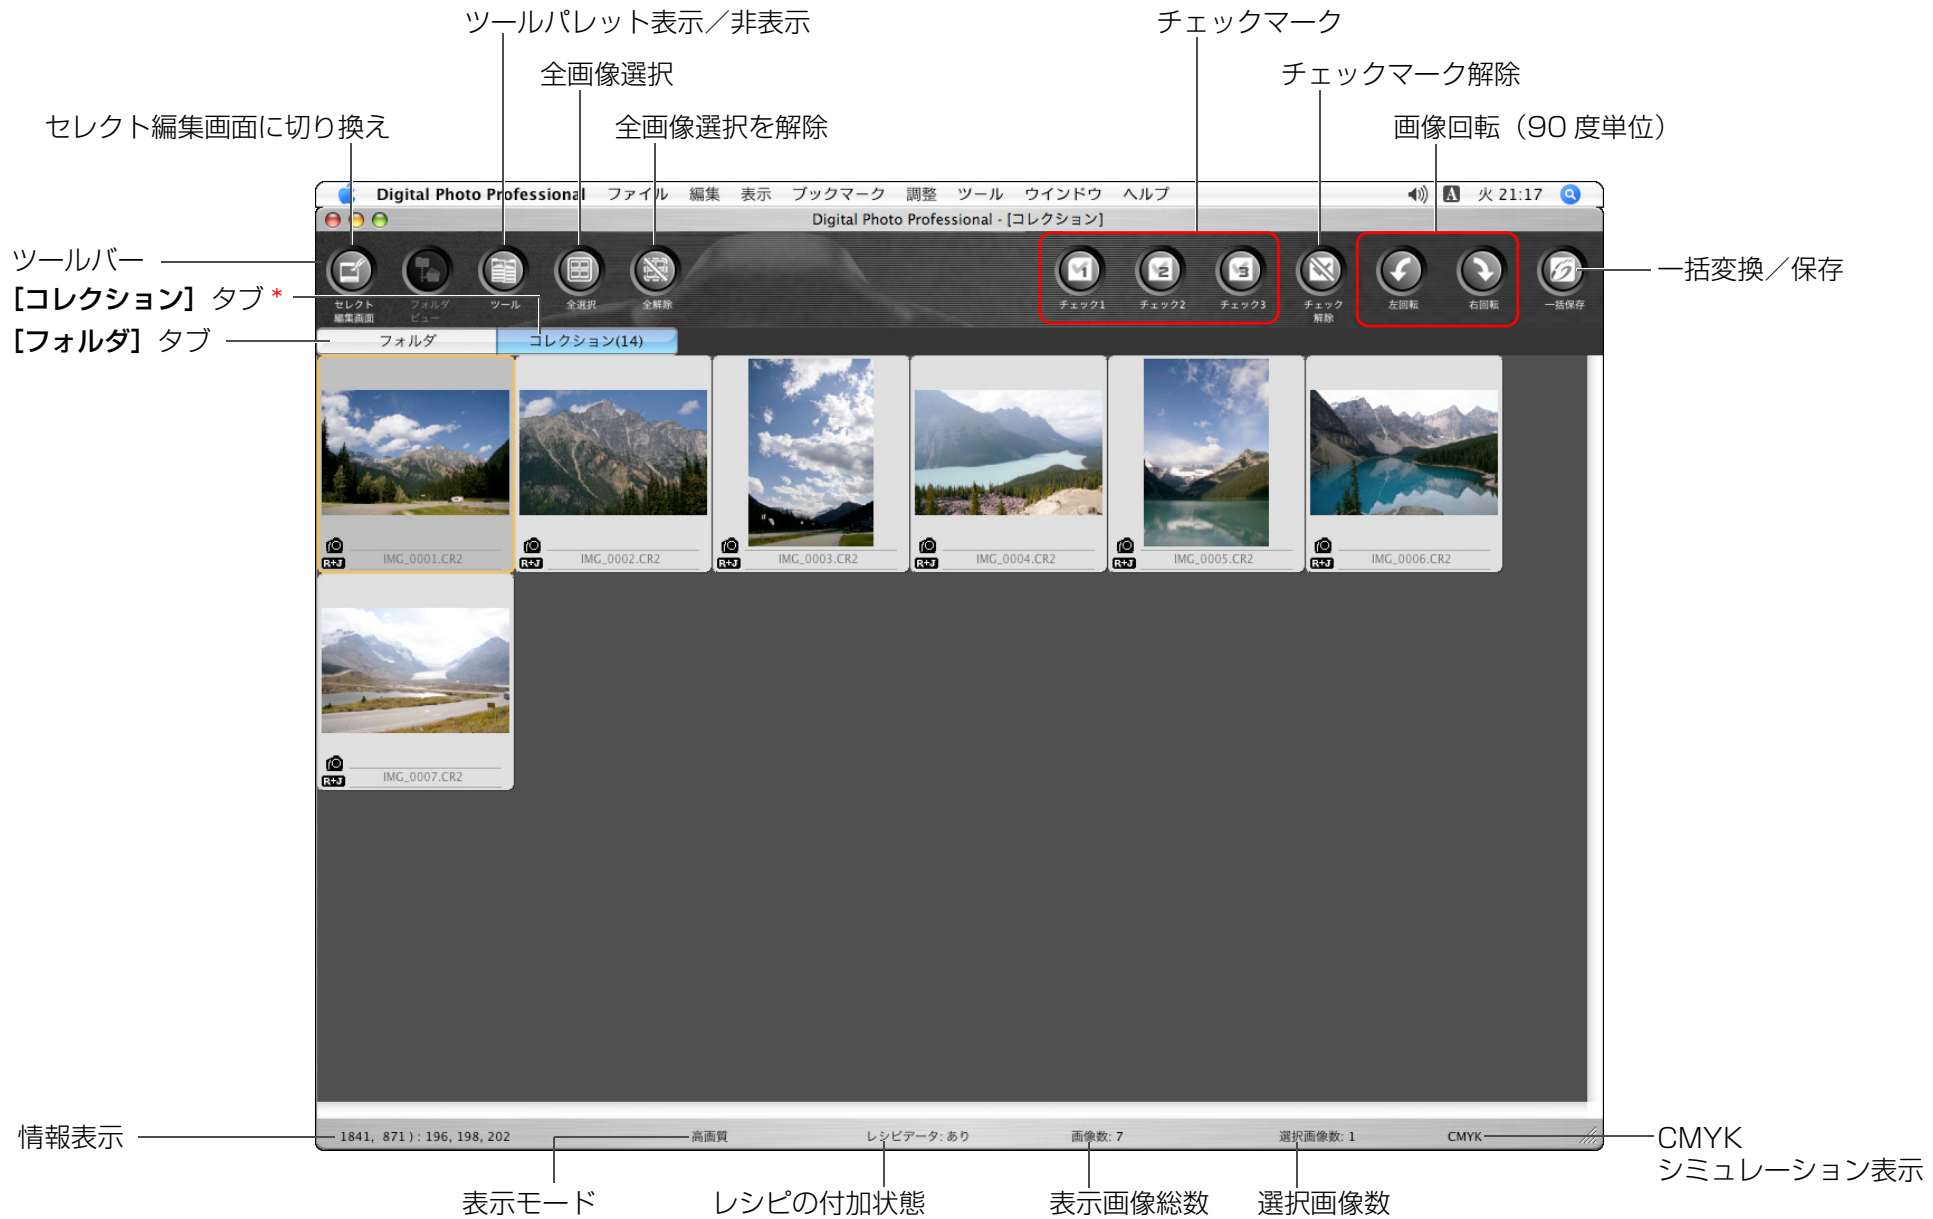 ツールパレット表示／非表示
チェックマーク
全画像選択
チェックマーク解除
セレクト編集画面に切り換え
全画像選択を解除
画像回転（90 度単位）
Digital Photo Professional ファイル 編集 表示 ブックマーク 調整 ツール ウインドウ ヘルプ A 火 21:17
Digital Photo Professional - [コレクション]
ツールバー
一括変換／保存
[コレクション] タブ *
セレクト
編集画面
フォルダ
ビュー
ツール
全選択
全解除
1
チェック1
2
チェック2
3
チェック3
チェック
解除
左回転
右回転
一括保存
[フォルダ] タブ
フォルダ
コレクション(14)
R+J IMG_0001.CR2
R+J IMG_0002.CR2
R+J IMG_0003.CR2
R+J IMG_0004.CR2
R+J IMG_0005.CR2
R+J IMG_0006.CR2
R+J IMG_0007.CR2
情報表示
1841, 871 ) : 196, 198, 202
高画質
レシピデータ: あり
画像数: 7
選択画像数: 1
CMYK
CMYK
シミュレーション表示
表示モード
レシピの付加状態
表示画像総数
選択画像数